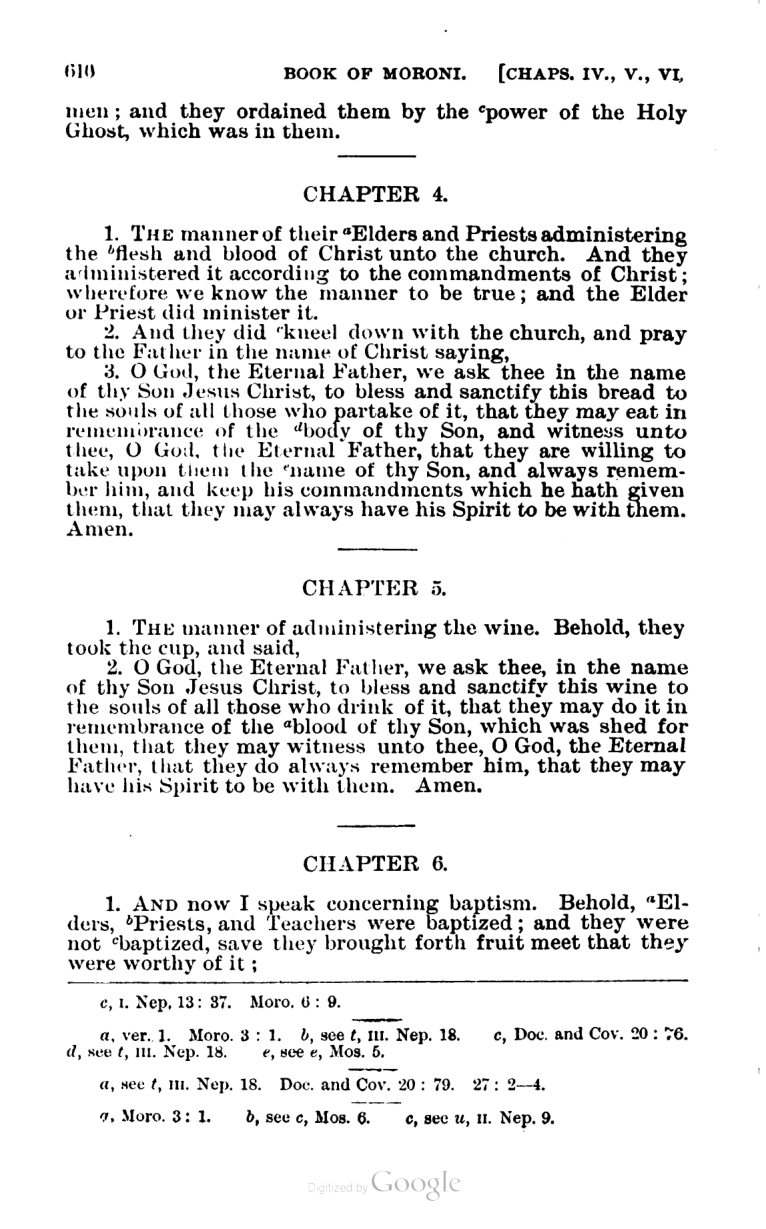 610 BOOK OF MORONI. [CHAPS. IV., V., VI,
men; and they ordained them by the ᶜpower of the Holy
Ghost, which was in them.
CHAPTER 4.
1. THE manner of their ᵃElders and Priests administering
the ᵇflesh and blood of Christ unto the church. And they
administered it according to the commandments of Christ;
wherefore we know the manner to be true; and the Elder
or Priest did minister it.
2. And they did ᶜkneel down with the church, and pray
to the Father in the name of Christ saying,
3. O God, the Eternal Father, we ask thee in the name
of thy Son Jesus Christ, to bless and sanctify this bread to
the souls of all those who partake of it, that they may eat in
remembrance of the ᵈbody of thy Son, and witness unto
thee, O God, the Eternal Father, that they are willing to
take upon them the ᵉname of thy Son, and always remem-
ber him, and keep his commandments which he hath given
them, that they may always have his Spirit to be with them.
Amen.
CHAPTER 5.
1. THE manner of administering the wine. Behold, they
took the cup, and said,
2. O God, the Eternal Father, we ask thee, in the name
of thy Son Jesus Christ, to bless and sanctify this wine to
the souls of all those who drink of it, that they may do it in
remembrance of the ᵃblood of thy Son, which was shed for
them, that they may witness unto thee, O God, the Eternal
Father, that they do always remember him, that they may
have his Spirit to be with them. Amen.
CHAPTER 6.
1. AND now I speak concerning baptism. Behold, ᵃEl-
ders, ᵇPriests, and Teachers were baptized; and they were
not ᶜbaptized, save they brought forth fruit meet that they
were worthy of it;
c, I. Nep. 13: 37. Moro. 6: 9.
a, ver. 1. Moro. 3: 1. b, see t, III. Nep. 18. c, Doc. and Cov. 20: 76.
d, see t, III. Nep. 18. e, see e, Mos. 5.
a, see t, III. Nep. 18. Doc. and Cov. 20: 79. 27: 2—4.
a, Moro. 3: 1. b, see c, Mos. 6. c, see u, II. Nep. 9.
Digitized by Google